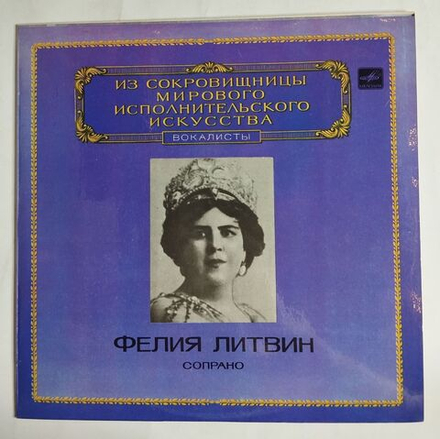 ИЗ СОКРОВИЩНИЦЫ
МИРОВОГО
ИСПОЛНИТЕЛЬСКОГО
ИСКУССТВА
ВОКАЛИСТЫ
ФЕЛИЯ ЛИТВИН
СОПРАНО